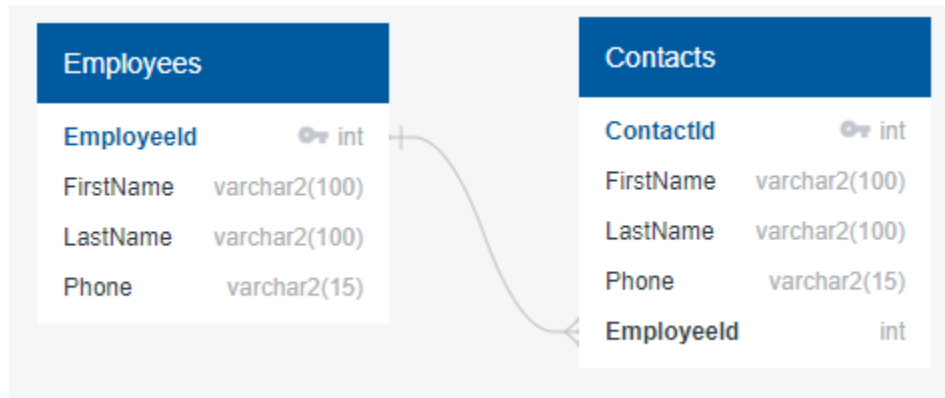 Employees
EmployeeId int
FirstName varchar2(100)
LastName varchar2(100)
Phone varchar2(15)
Contacts
ContactId int
FirstName varchar2(100)
LastName varchar2(100)
Phone varchar2(15)
EmployeeId int